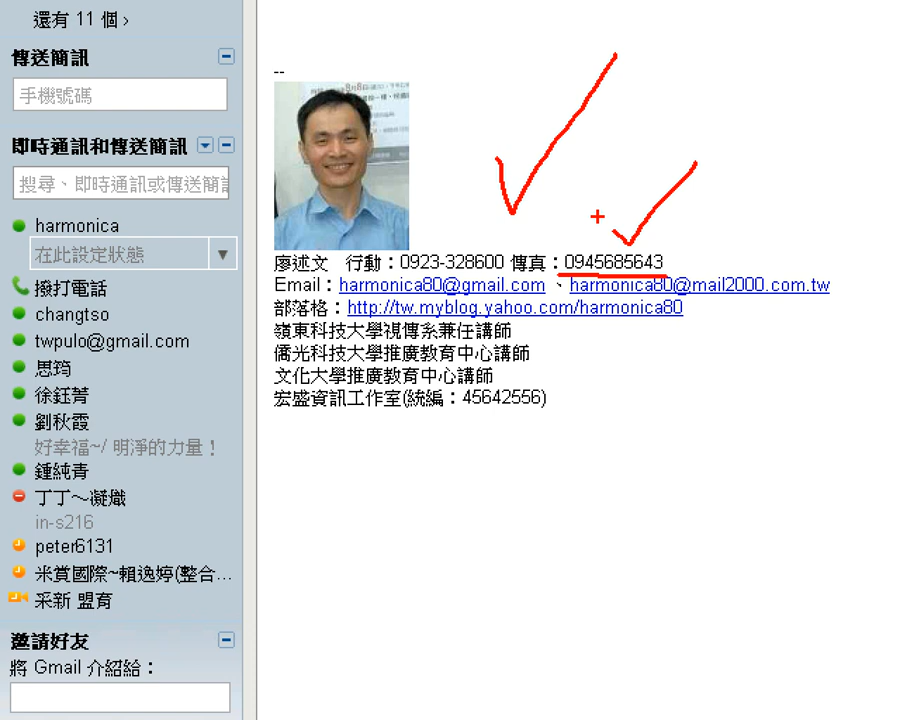 還有 11 個 ›
傳送簡訊
手機號碼
即時通訊和傳送簡訊
搜尋、即時通訊或傳送簡訊
harmonica
在此設定狀態
撥打電話
changtso
twpulo@gmail.com
思筠
徐鈺菁
劉秋霞
好幸福~/ 明淨的力量！
鍾純青
丁丁～凝熾
in-s216
peter6131
米賞國際~賴逸婷(整合...
采新 盟育
邀請好友
將 Gmail 介紹給：
--
廖述文 行動：0923-328600 傳真：0945685643
Email：harmonica80@gmail.com 、harmonica80@mail2000.com.tw
部落格：http://tw.myblog.yahoo.com/harmonica80
嶺東科技大學視傳系兼任講師
僑光科技大學推廣教育中心講師
文化大學推廣教育中心講師
宏盛資訊工作室(統編：45642556)